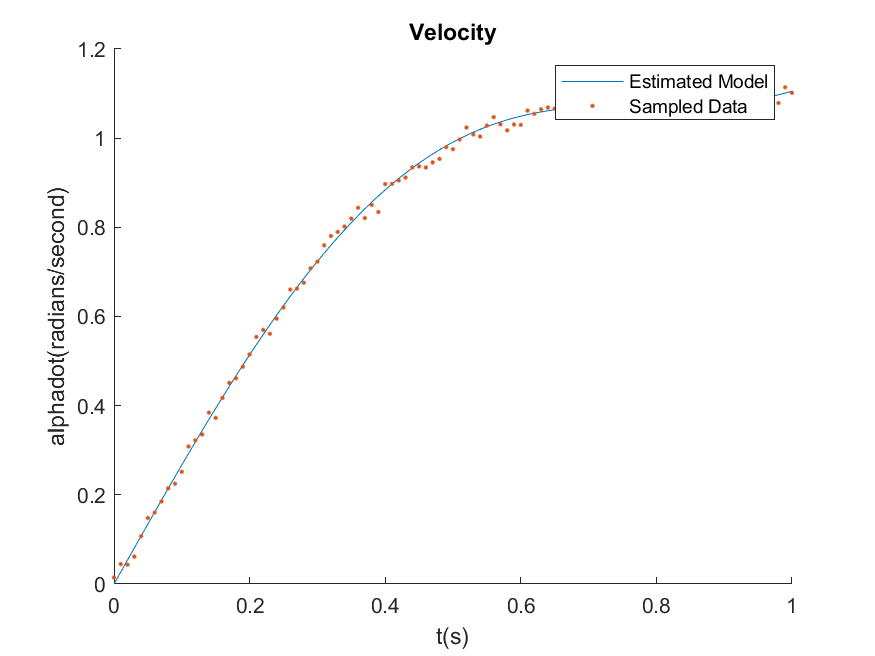 Velocity
1.2
1
0.8
0.6
0.4
0.2
0
alphadot(radians/second)
Estimated Model
Sampled Data
0 0.2 0.4 0.6 0.8 1
t(s)